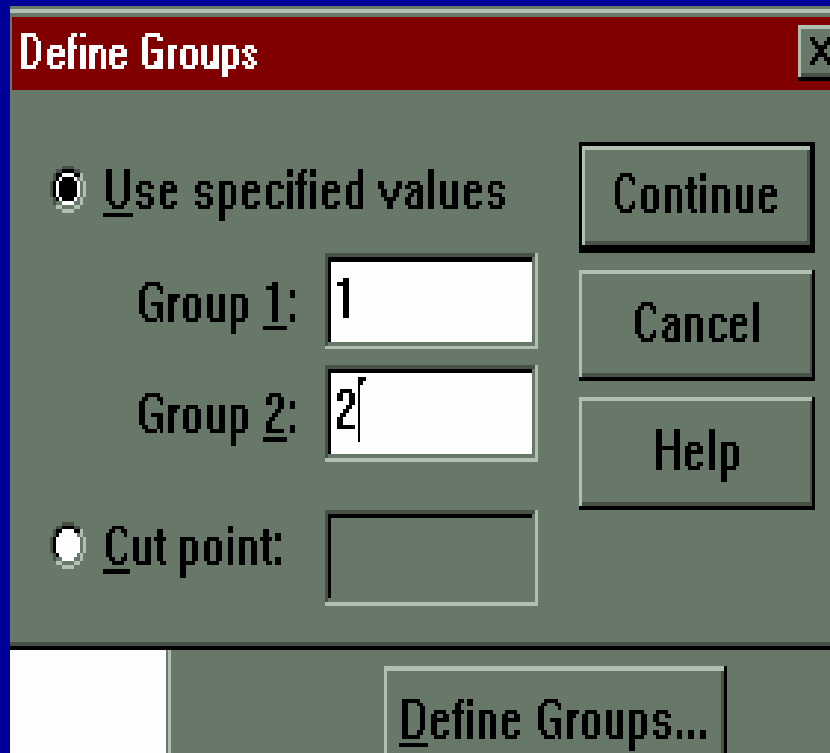 Define Groups
Use specified values
Continue
Group 1: 1
Cancel
Group 2: 2
Help
Cut point:
Define Groups...